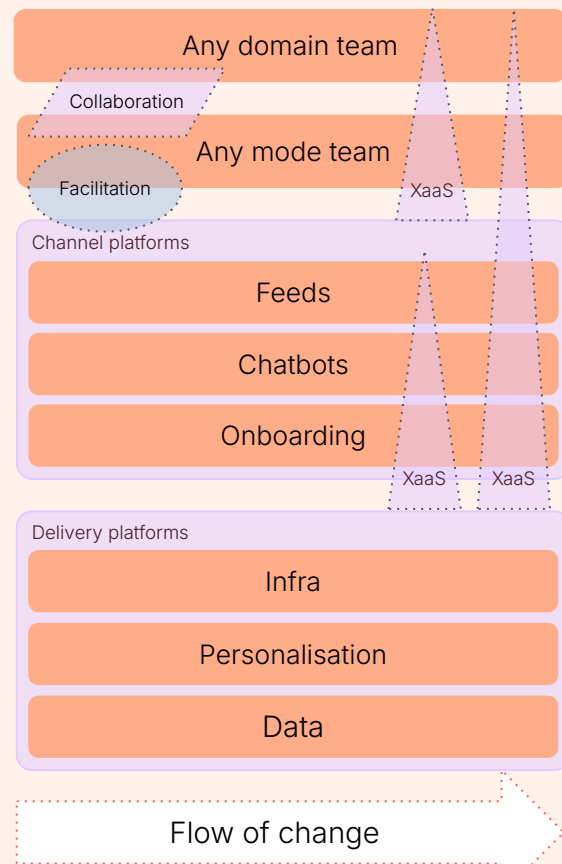 Any domain team
Collaboration
Any mode team
Facilitation
XaaS
Channel platforms
Feeds
Chatbots
Onboarding
XaaS
XaaS
Delivery platforms
Infra
Personalisation
Data
Flow of change